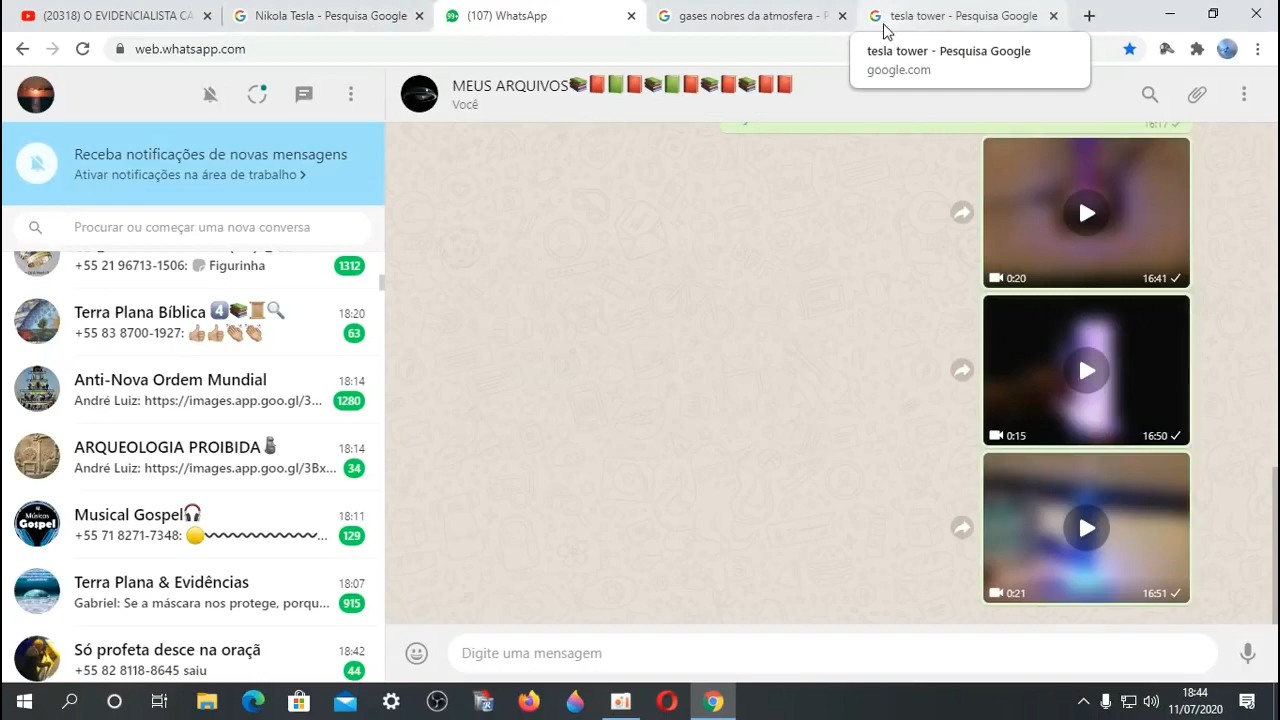 (20318) O EVIDENCIALISTA CA
Nikola Tesla - Pesquisa Google
(107) WhatsApp
gases nobres da atmosfera - P
tesla tower - Pesquisa Google
web.whatsapp.com
tesla tower - Pesquisa Google
google.com
MEUS ARQUIVOS📚📕📗📕📚📗📕📚📕📚📕📕
Você
Receba notificações de novas mensagens
Ativar notificações na área de trabalho >
Procurar ou começar uma nova conversa
+55 21 96713-1506: Figurinha
1312
Terra Plana Bíblica 4️⃣📚📜🔍
18:20
+55 83 8700-1927: 👍🏼👍🏼👏🏼👏🏼
63
Anti-Nova Ordem Mundial
18:14
André Luiz: https://images.app.goo.gl/3...
1280
ARQUEOLOGIA PROIBIDA🗿
18:14
André Luiz: https://images.app.goo.gl/3Bx...
34
Musical Gospel🎧
18:11
+55 71 8271-7348: 🟡〰〰〰〰〰〰...
129
Terra Plana & Evidências
18:07
Gabriel: Se a máscara nos protege, porqu...
915
Só profeta desce na oraçã
18:42
+55 82 8118-8645 saiu
44
16:17
0:20
16:41
0:15
16:50
0:21
16:51
Digite uma mensagem
18:44
11/07/2020